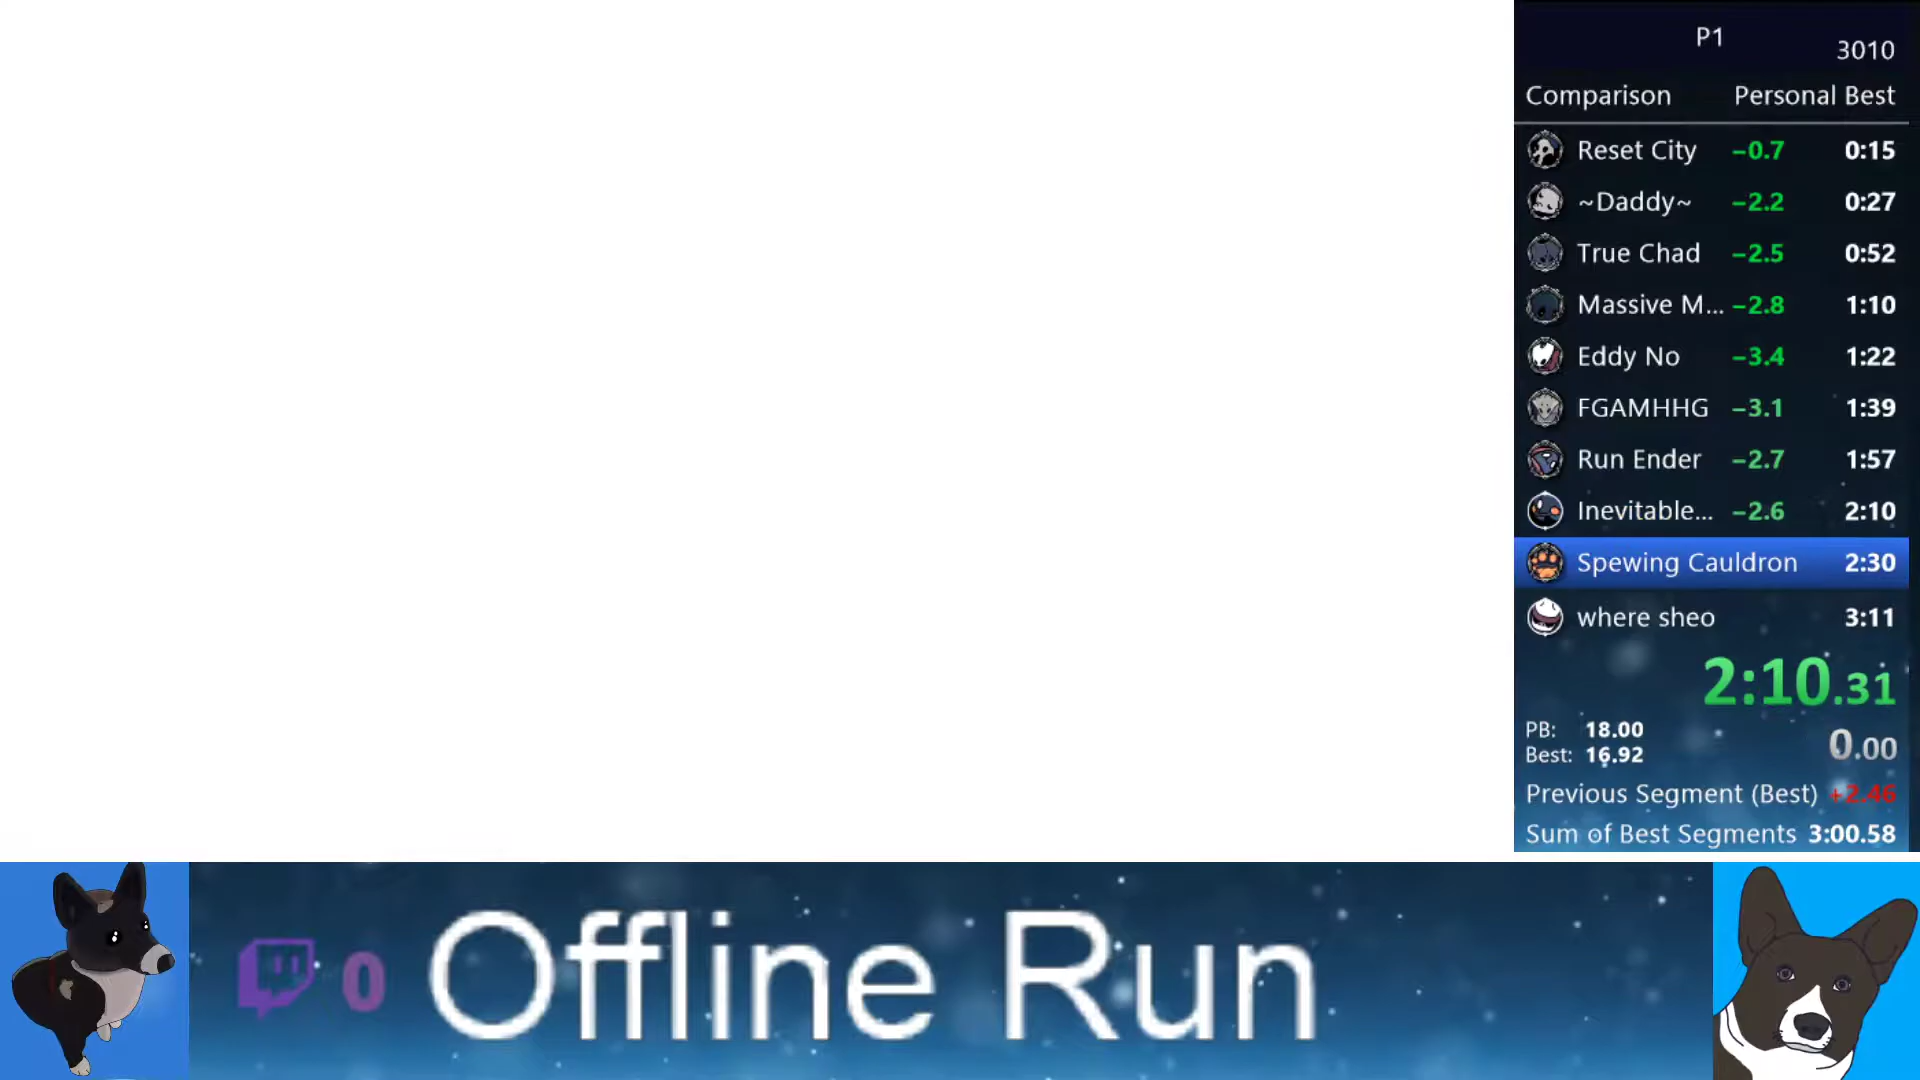 P1
3010
Comparison Personal Best
Reset City −0.7 0:15
~Daddy~ −2.2 0:27
True Chad −2.5 0:52
Massive M... −2.8 1:10
Eddy No −3.4 1:22
FGAMHHG −3.1 1:39
Run Ender −2.7 1:57
Inevitable... −2.6 2:10
Spewing Cauldron 2:30
where sheo 3:11
2:10.31
PB: 18.00
Best: 16.92
0.00
Previous Segment (Best) +2.46
Sum of Best Segments 3:00.58
0 Offline Run